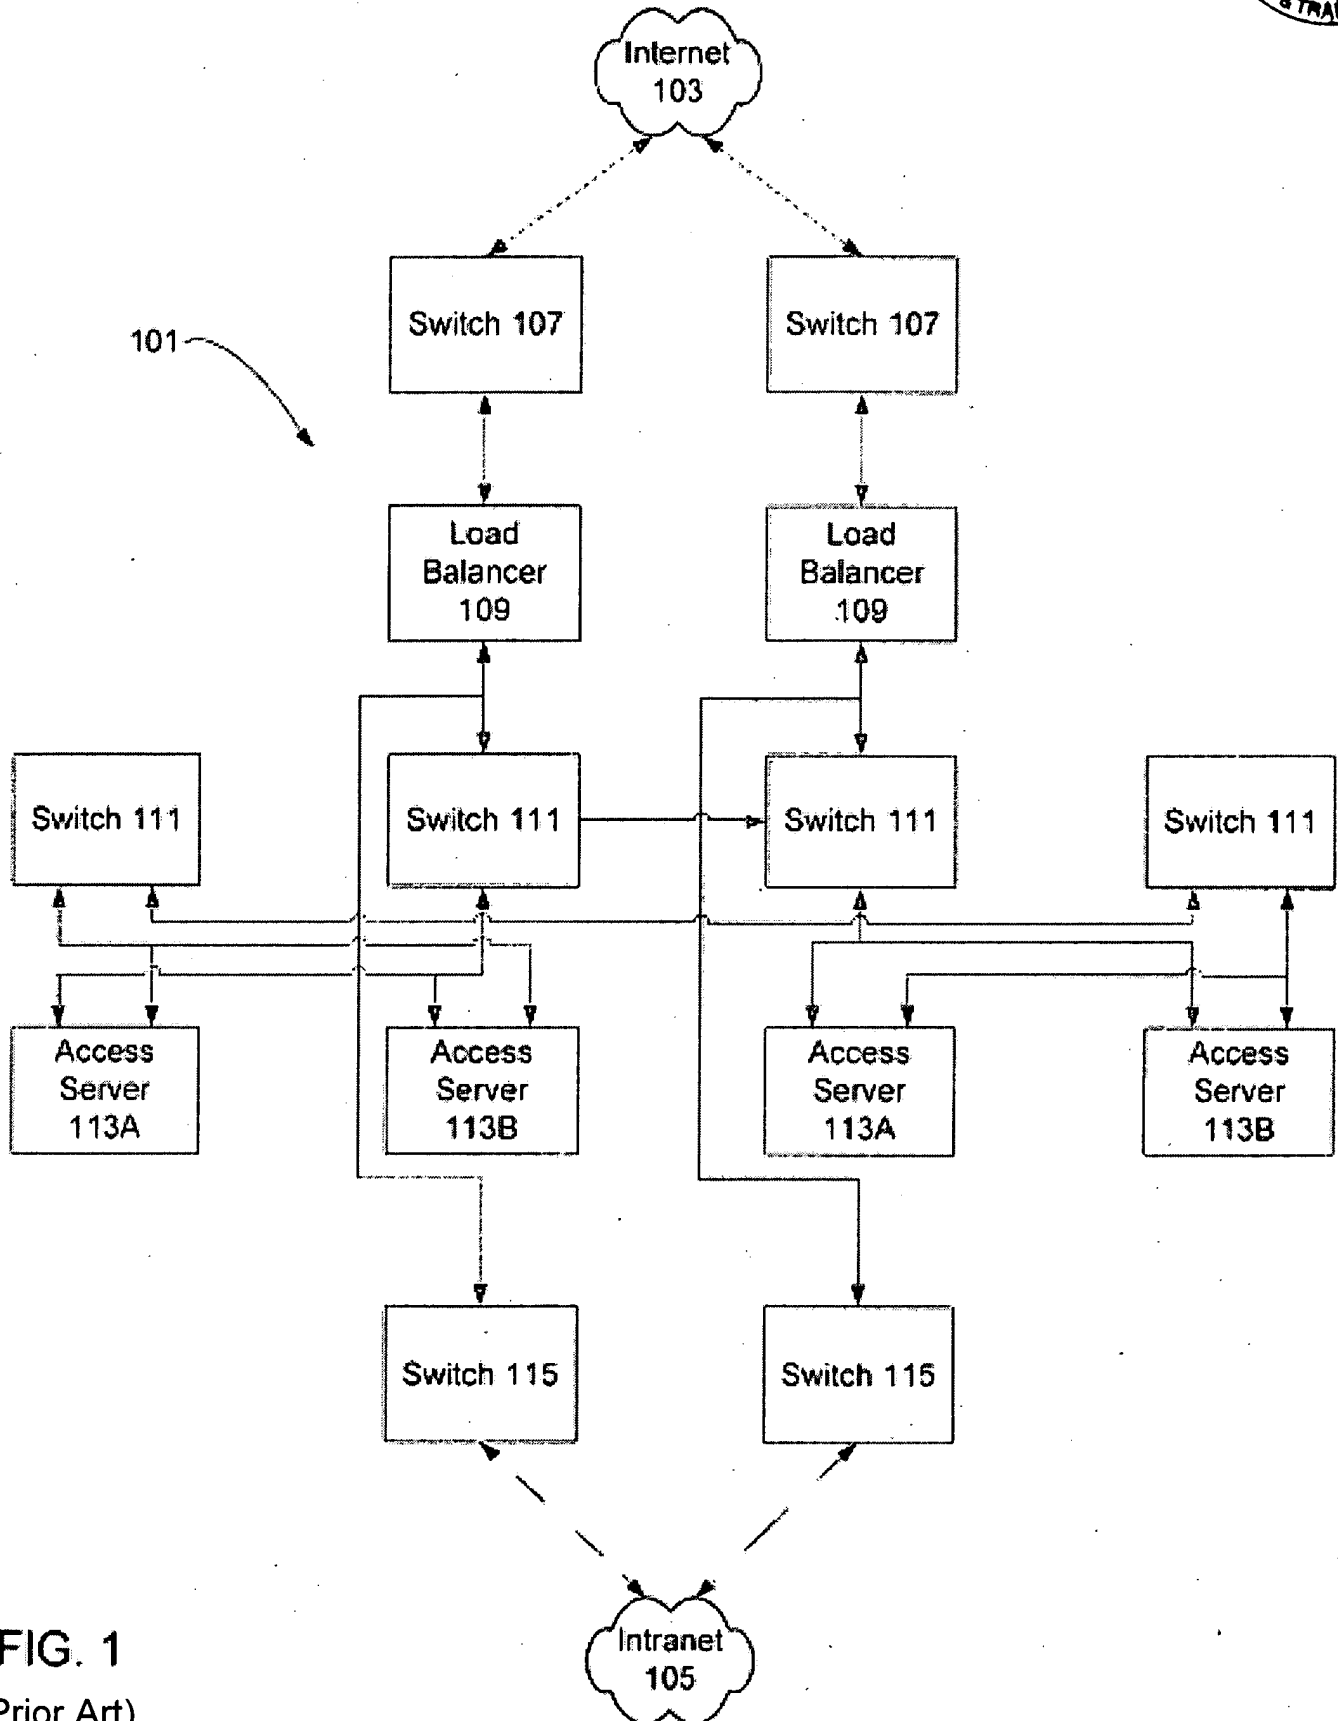 & TRA
Internet
103
Switch 107
Switch 107
101
Load
Balancer
109
Load
Balancer
109
Switch 111
Switch 111
Switch 111
Switch 111
Access
Server
113A
Access
Server
113B
Access
Server
113A
Access
Server
113B
Switch 115
Switch 115
Intranet
105
FIG. 1
Prior Art)